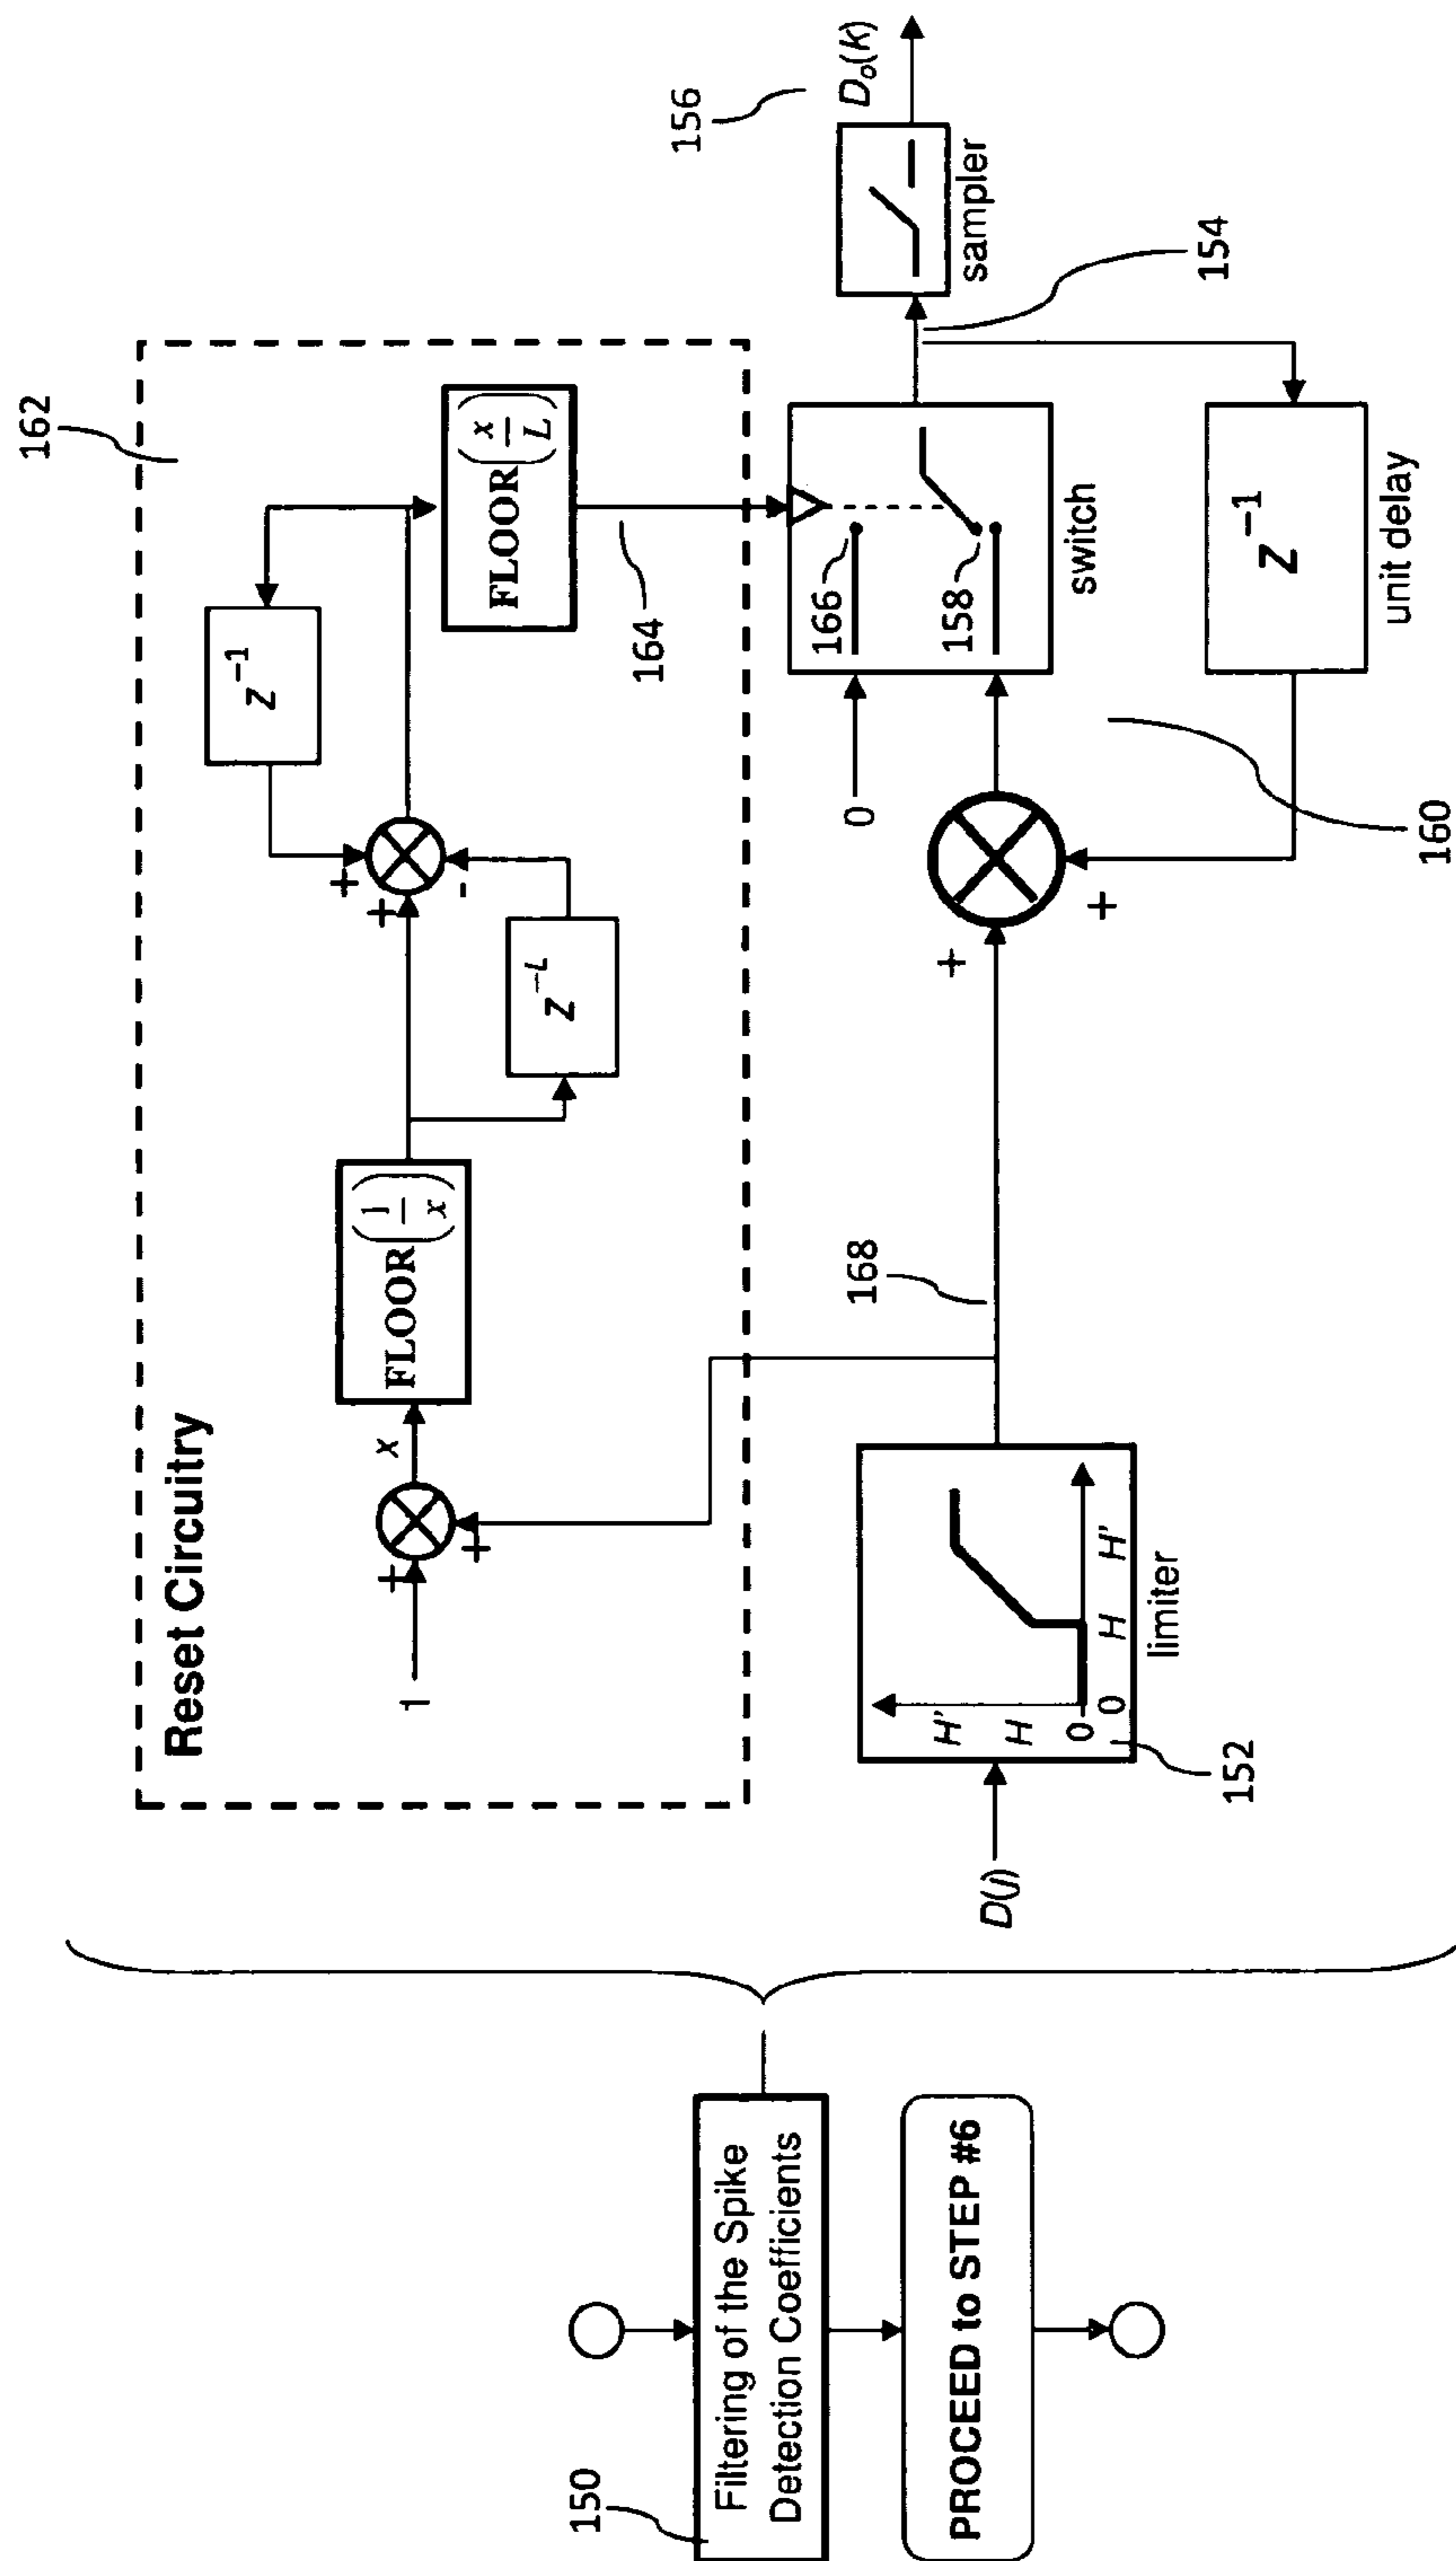 150
Filtering of the Spike
Detection Coefficients
PROCEED to STEP #6
162
Reset Circuitry
1
+
+
x
FLOOR(1/x)
z⁻ᴸ
+
+
-
z⁻¹
FLOOR(x/L)
164
D(j)
H'
H
0
0
H
H'
limiter
152
168
+
+
0
166
158
switch
160
z⁻¹
unit delay
154
sampler
156
Dₒ(k)